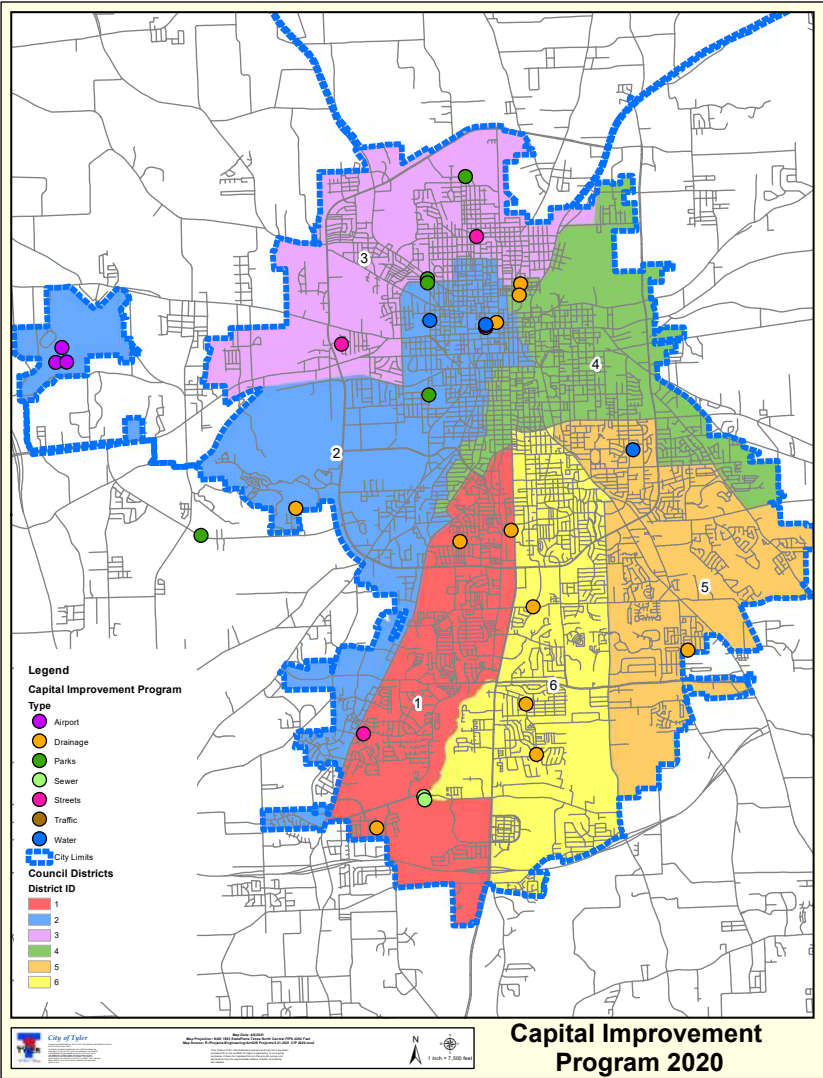 3
4
2
5
6
1
Legend
Capital Improvement Program
Type
Airport
Drainage
Parks
Sewer
Streets
Traffic
Water
City Limits
Council Districts
District ID
1
2
3
4
5
6
City of Tyler
N
1 inch = 7,500 feet
Capital Improvement
Program 2020